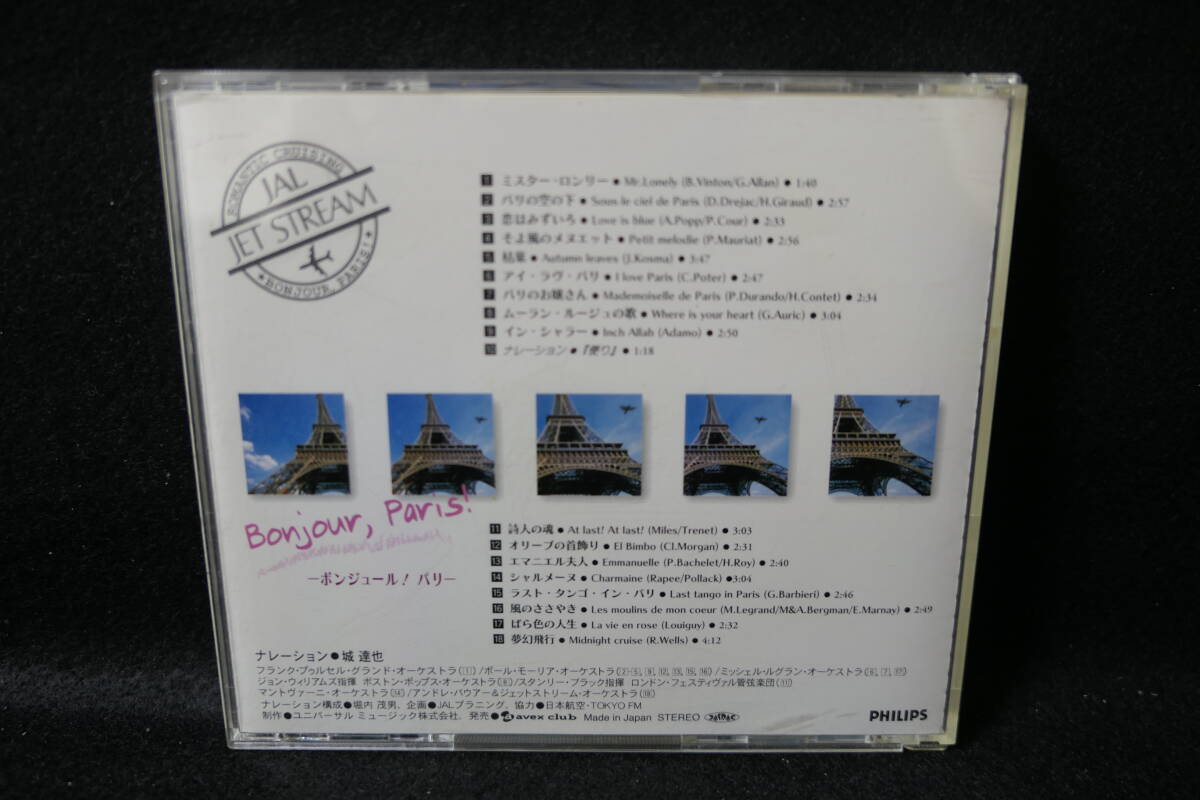 ROMANTIC CRUISING
JAL
JET STREAM
BONJOUR, PARIS!
1 ミスター・ロンリー ● Mr.Lonely (B.Vinton/G.Allan) ● 1:40
2 パリの空の下 ● Sous le ciel de Paris (D.Drejac/H.Giraud) ● 2:57
3 恋はみずいろ ● Love is blue (A.Popp/P.Cour) ● 2:33
4 そよ風のメヌエット ● Petit melodie (P.Mauriat) ● 2:56
5 枯葉 ● Autumn leaves (J.Kosma) ● 3:47
6 アイ・ラヴ・パリ ● I love Paris (C.Poter) ● 2:47
7 パリのお嬢さん ● Mademoiselle de Paris (P.Durando/H.Contet) ● 2:34
8 ムーラン・ルージュの歌 ● Where is your heart (G.Auric) ● 3:04
9 イン・シャラー ● Inch Allah (Adamo) ● 2:50
10 ナレーション ●『便り』● 1:18
Bonjour, Paris!
—ボンジュール! パリ—
11 詩人の魂 ● At last! At last! (Miles/Trenet) ● 3:03
12 オリーブの首飾り ● El Bimbo (Cl.Morgan) ● 2:31
13 エマニエル夫人 ● Emmanuelle (P.Bachelet/H.Roy) ● 2:40
14 シャルメーヌ ● Charmaine (Rapee/Pollack) ●3:04
15 ラスト・タンゴ・イン・パリ ● Last tango in Paris (G.Barbieri) ● 2:46
16 風のささやき ● Les moulins de mon coeur (M.Legrand/M&A.Bergman/E.Marnay) ● 2:49
17 ばら色の人生 ● La vie en rose (Louiguy) ● 2:32
18 夢幻飛行 ● Midnight cruise (R.Wells) ● 4:12
ナレーション●城 達也
フランク・プゥルセル・グランド・オーケストラ/ポール・モーリア・オーケストラ/ミッシェル・ルグラン・オーケストラ
ジョン・ウィリアムズ指揮 ボストン・ポップス・オーケストラ/スタンリー・ブラック指揮 ロンドン・フェスティヴァル管弦楽団
マントヴァーニ・オーケストラ(14)/アンドレ・バウアー&ジェットストリーム・オーケストラ(18)
ナレーション構成●堀内 茂男、企画●JALプラニング、協力●日本航空・TOKYO FM
制作●ユニバーサル ミュージック株式会社、発売● avex club Made in Japan STEREO
PHILIPS